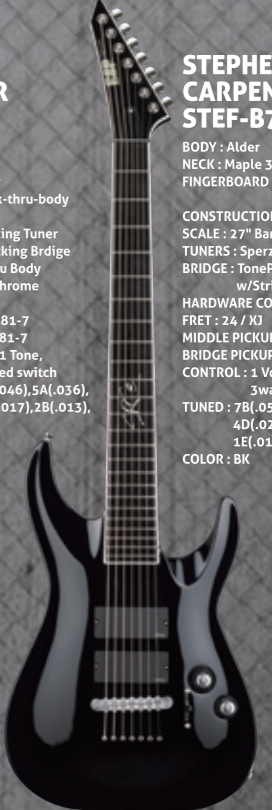 R
k-thru-body
ing Tuner
cking Brdige
u Body
hrome
81-7
81-7
1 Tone,
ed switch
046),5A(.036),
017),2B(.013),
STEPHE
CARPEN
STEF-B7
BODY : Alder
NECK : Maple 3
FINGERBOARD
CONSTRUCTION
SCALE : 27" Bar
TUNERS : Sperz
BRIDGE : ToneP
w/Stri
HARDWARE CO
FRET : 24 / XJ
MIDDLE PICKUP
BRIDGE PICKUP
CONTROL : 1 Vo
3wa
TUNED : 7B(.05
4D(.02
1E(.01
COLOR : BK